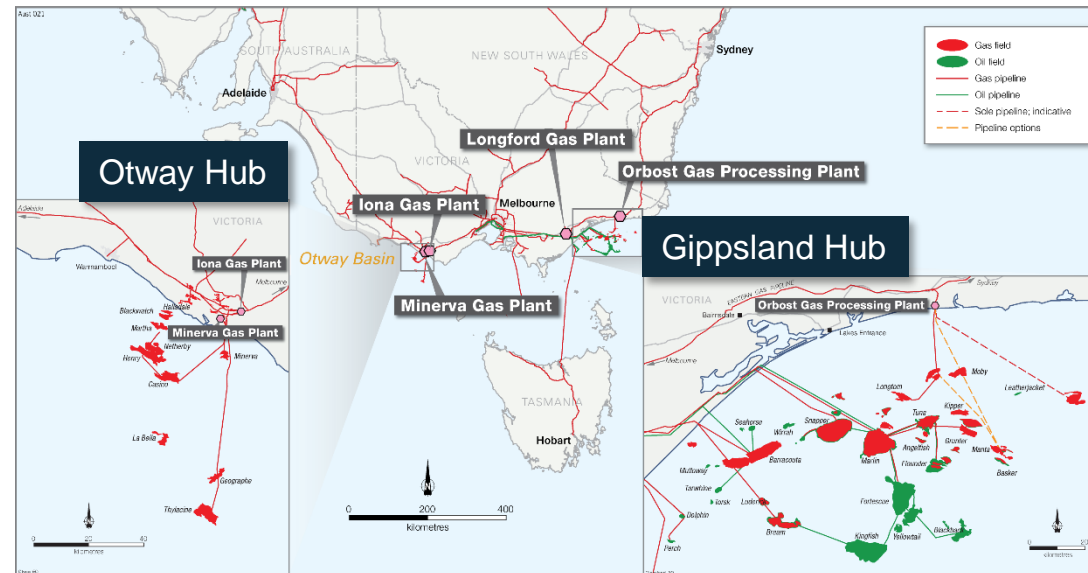 SOUTH AUSTRALIA
NEW SOUTH WALES
Sydney
Adelaide
VICTORIA
Melbourne
Longford Gas Plant
Orbost Gas Processing Plant
Iona Gas Plant
Otway Basin
Minerva Gas Plant
TASMANIA
Hobart
0 200 400
kilometres
Gas field
Oil field
Gas pipeline
Oil pipeline
Sole pipeline; indicative
Pipeline options
Otway Hub
Adelaide
VICTORIA
Warrnambool
Iona Gas Plant
Melbourne
Halladale
Blackwatch
Martha
Minerva Gas Plant
Netherby
Henry
Minerva
Casino
La Bella
Geographe
Thylacine
0 20 40
kilometres
Gippsland Hub
VICTORIA
EASTERN GAS PIPELINE
Sydney
Orbost Gas Processing Plant
Bairnsdale
Lakes Entrance
Melbourne
Moby
Longtom
Leatherjacket
Kipper
Tuna
Snapper
Seahorse
Wirrah
Angelfish
Grunter
Manta
Marlin
Flounder
Basker
Barracouta
Mulloway
Tarwhine
Fortescue
Dolphin
Bream
Yellowtail
Blackback
Perch
Kingfish
kilometres